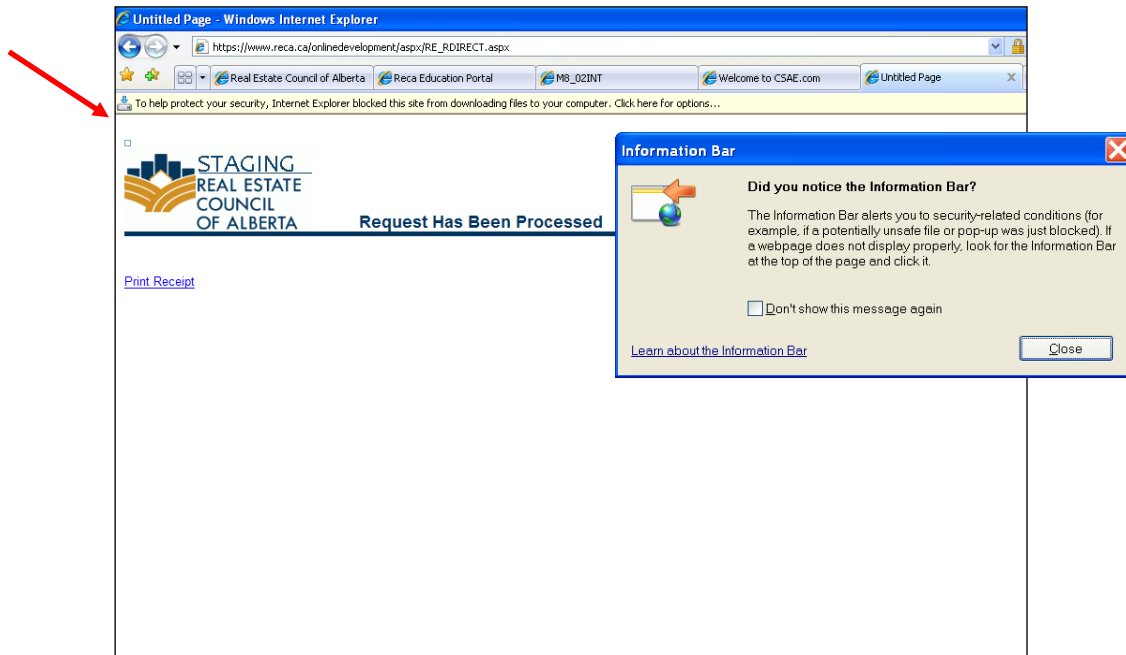 Untitled Page - Windows Internet Explorer
https://www.reca.ca/onlinedevelopment/aspx/RE_RDIRECT.aspx
Real Estate Council of Alberta
Reca Education Portal
M8_02INT
Welcome to CSAE.com
Untitled Page
To help protect your security, Internet Explorer blocked this site from downloading files to your computer. Click here for options...
STAGING
REAL ESTATE
COUNCIL
OF ALBERTA
Request Has Been Processed
Print Receipt
Information Bar
Did you notice the Information Bar?
The Information Bar alerts you to security-related conditions (for
example, if a potentially unsafe file or pop-up was just blocked). If
a webpage does not display properly, look for the Information Bar
at the top of the page and click it.
Don't show this message again
Learn about the Information Bar
Close